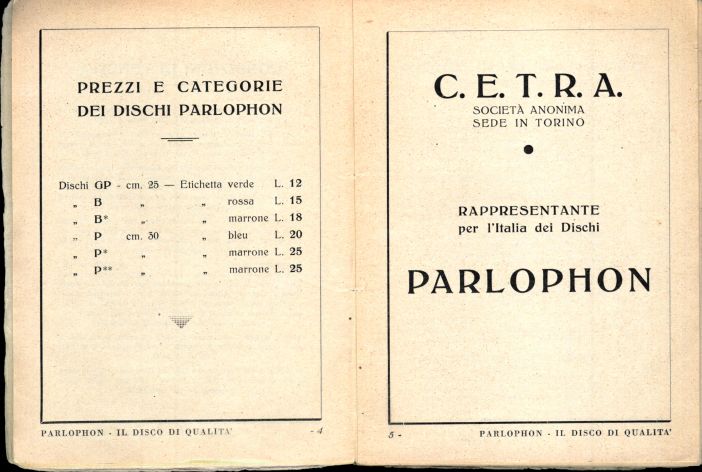 PREZZI E CATEGORIE
DEI DISCHI PARLOPHON
Dischi GP - cm. 25 — Etichetta verde L. 12
„ B „ „ rossa L. 15
„ B* „ „ marrone L. 18
„ P cm. 30 „ bleu L. 20
„ P* „ „ marrone L. 25
„ P** „ „ marrone L. 25
PARLOPHON - IL DISCO DI QUALITA' - 4
C. E. T. R. A.
SOCIETÀ ANONIMA
SEDE IN TORINO
RAPPRESENTANTE
per l'Italia dei Dischi
PARLOPHON
5 - PARLOPHON - IL DISCO DI QUALITA'